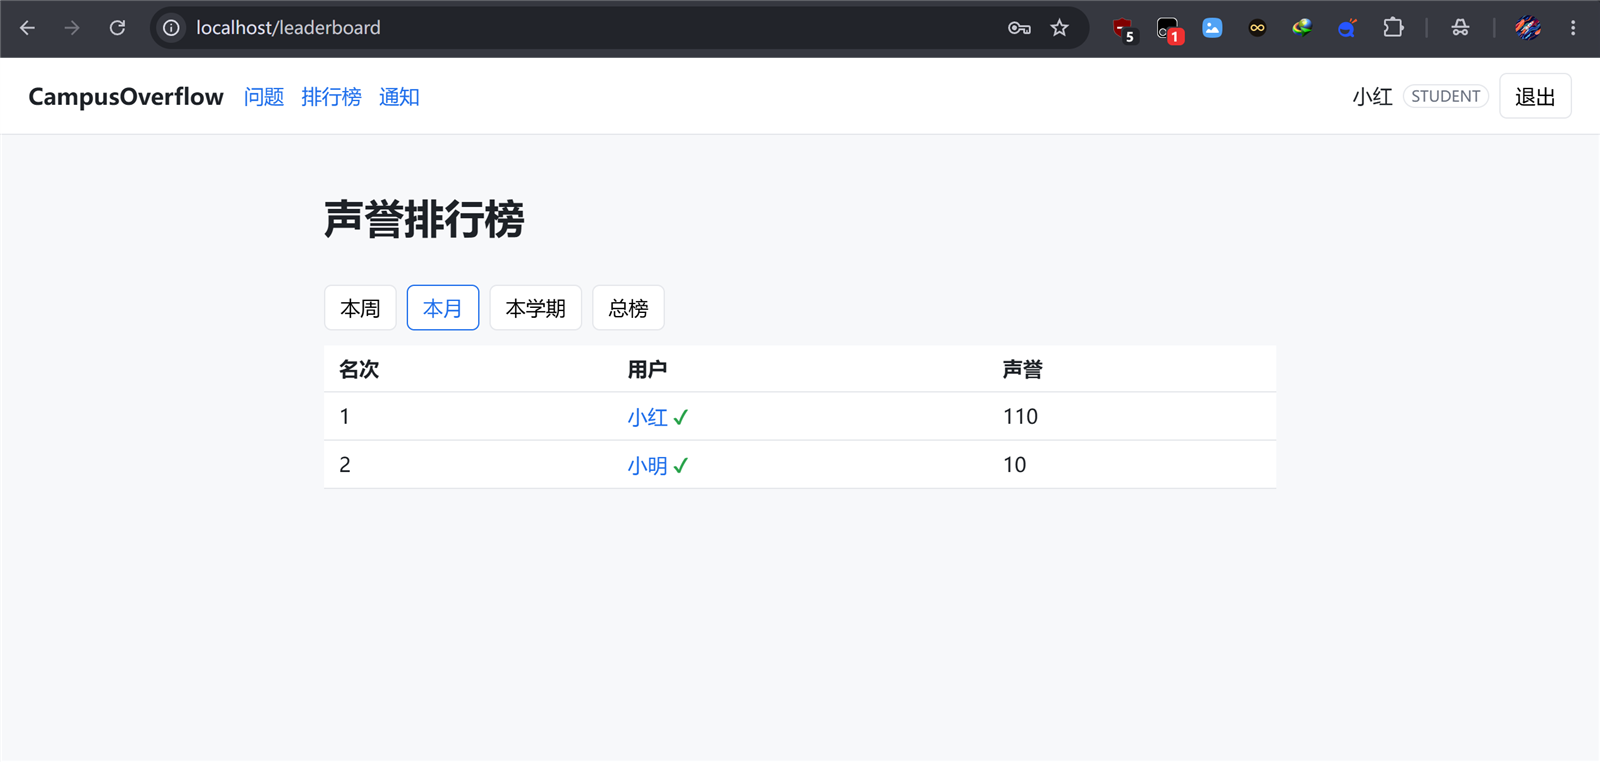 localhost/leaderboard
5
1
CampusOverflow 问题 排行榜 通知 小红 STUDENT 退出
声誉排行榜
本周 本月 本学期 总榜
名次 用户 声誉
1 小红 ✓ 110
2 小明 ✓ 10